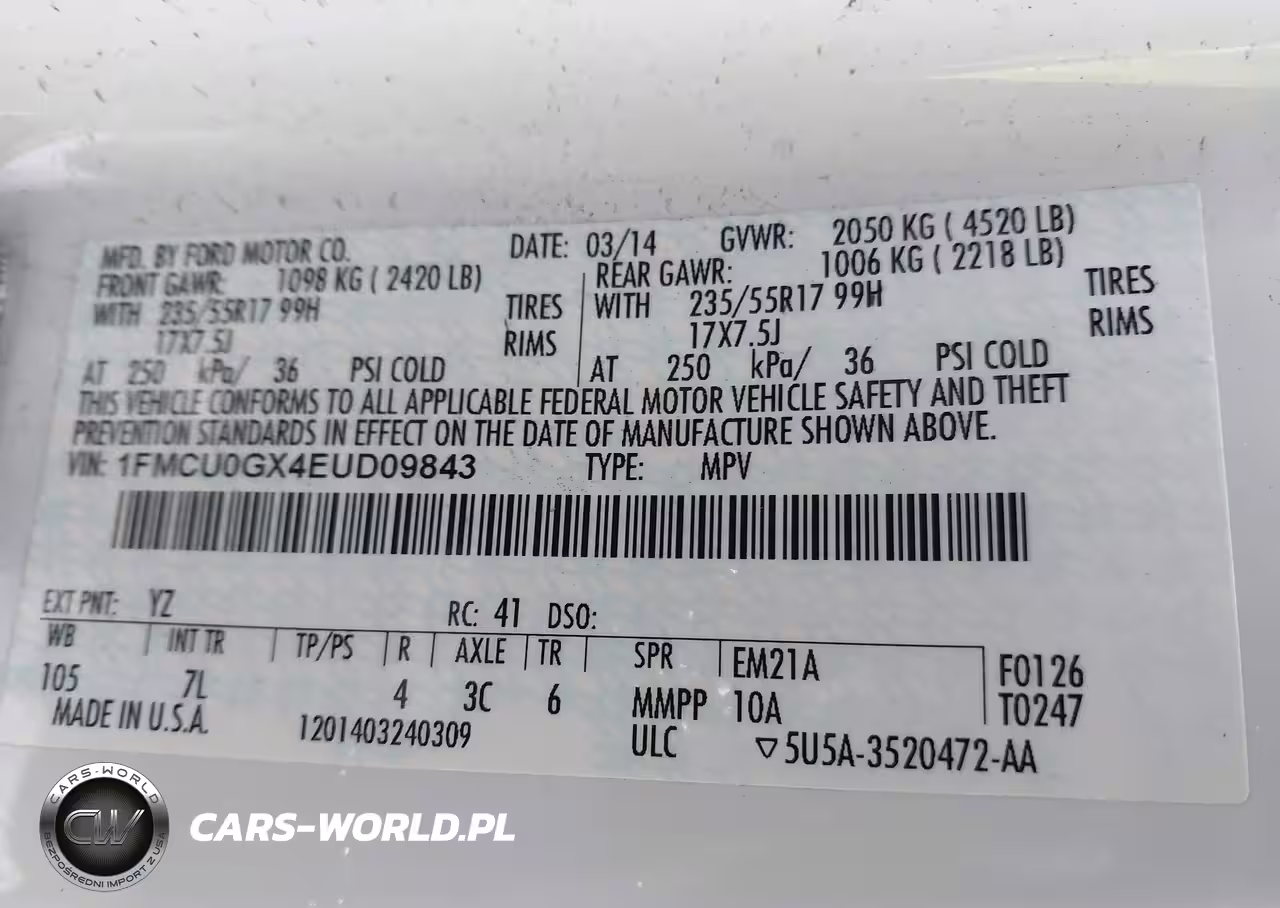 MFD. BY FORD MOTOR CO. DATE: 03/14 GVWR: 2050 KG ( 4520 LB)
FRONT GAWR: 1098 KG ( 2420 LB) REAR GAWR: 1006 KG ( 2218 LB)
WITH 235/55R17 99H TIRES WITH 235/55R17 99H TIRES
17X7.5J RIMS 17X7.5J RIMS
AT 250 kPa/ 36 PSI COLD AT 250 kPa/ 36 PSI COLD
THIS VEHICLE CONFORMS TO ALL APPLICABLE FEDERAL MOTOR VEHICLE SAFETY AND THEFT
PREVENTION STANDARDS IN EFFECT ON THE DATE OF MANUFACTURE SHOWN ABOVE.
VIN: 1FMCU0GX4EUD09843 TYPE: MPV
EXT PNT: YZ RC: 41 DSO:
WB INT TR TP/PS R AXLE TR SPR EM21A F0126
105 7L 4 3C 6 MMPP 10A T0247
MADE IN U.S.A. 1201403240309 ULC ▽5U5A-3520472-AA
CARS-WORLD
CW
BEZPOŚREDNI IMPORT Z USA
CARS-WORLD.PL